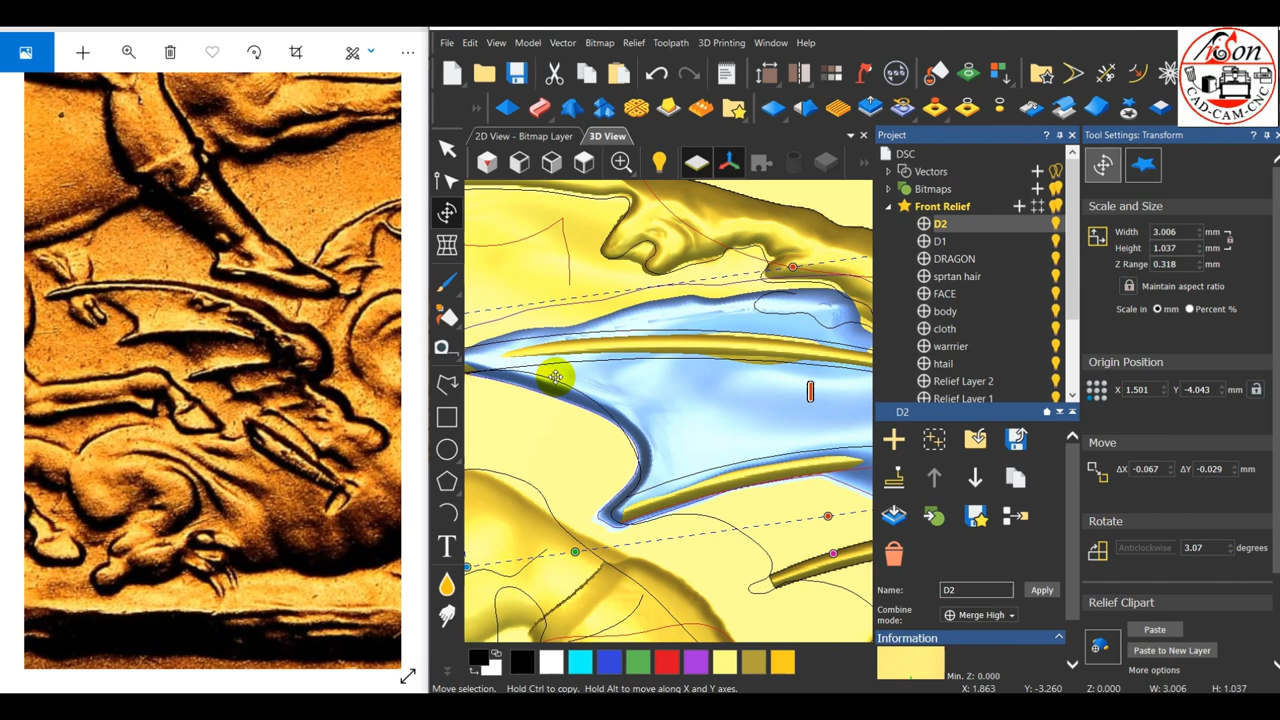 File Edit View Model Vector Bitmap Relief Toolpath 3D Printing Window Help
CAD-CAM-CNC
2D View - Bitmap Layer 3D View
Project
Tool Settings: Transform
DSC
Vectors
Bitmaps
Front Relief
D2
D1
DRAGON
sprtan hair
FACE
body
cloth
warrrier
htail
Relief Layer 2
Relief Layer 1
D2
Name: D2 Apply
Combine mode: Merge High
Information
Min. Z: 0.000
Scale and Size
Width 3.006 mm
Height 1.037 mm
Z Range 0.318 mm
Maintain aspect ratio
Scale in mm Percent %
Origin Position
X 1.501 Y -4.043 mm
Move
ΔX -0.067 ΔY -0.029 mm
Rotate
Anticlockwise 3.07 degrees
Relief Clipart
Paste
Paste to New Layer
More options
Move selection. Hold Ctrl to copy. Hold Alt to move along X and Y axes. X: 1.863 Y: -3.260 Z: 0.000 W: 3.006 H: 1.037